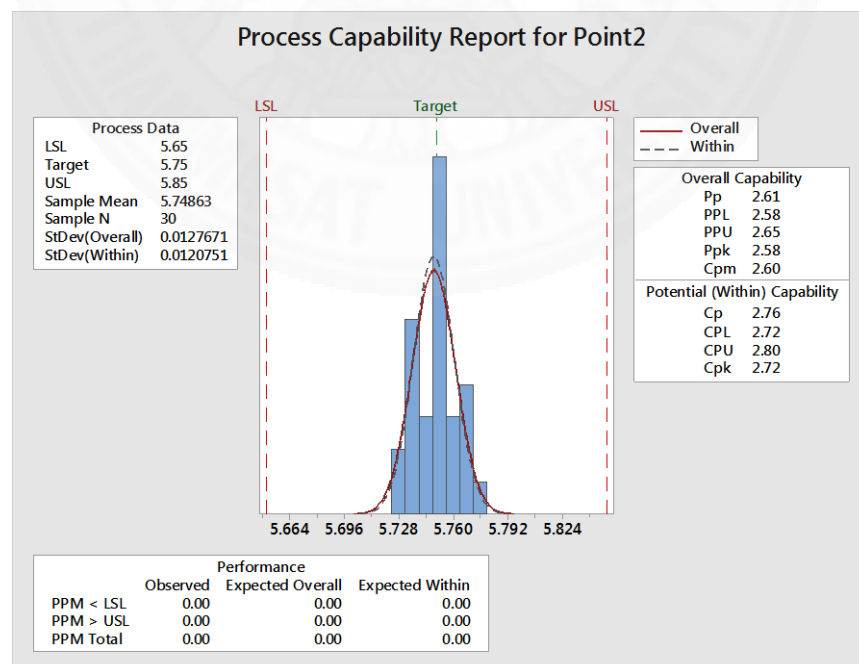 Process Capability Report for Point2
LSL Target USL
Process Data
LSL 5.65
Target 5.75
USL 5.85
Sample Mean 5.74863
Sample N 30
StDev(Overall) 0.0127671
StDev(Within) 0.0120751
Overall
Within
Overall Capability
Pp 2.61
PPL 2.58
PPU 2.65
Ppk 2.58
Cpm 2.60
Potential (Within) Capability
Cp 2.76
CPL 2.72
CPU 2.80
Cpk 2.72
5.664 5.696 5.728 5.760 5.792 5.824
Performance
Observed Expected Overall Expected Within
PPM < LSL 0.00 0.00 0.00
PPM > USL 0.00 0.00 0.00
PPM Total 0.00 0.00 0.00